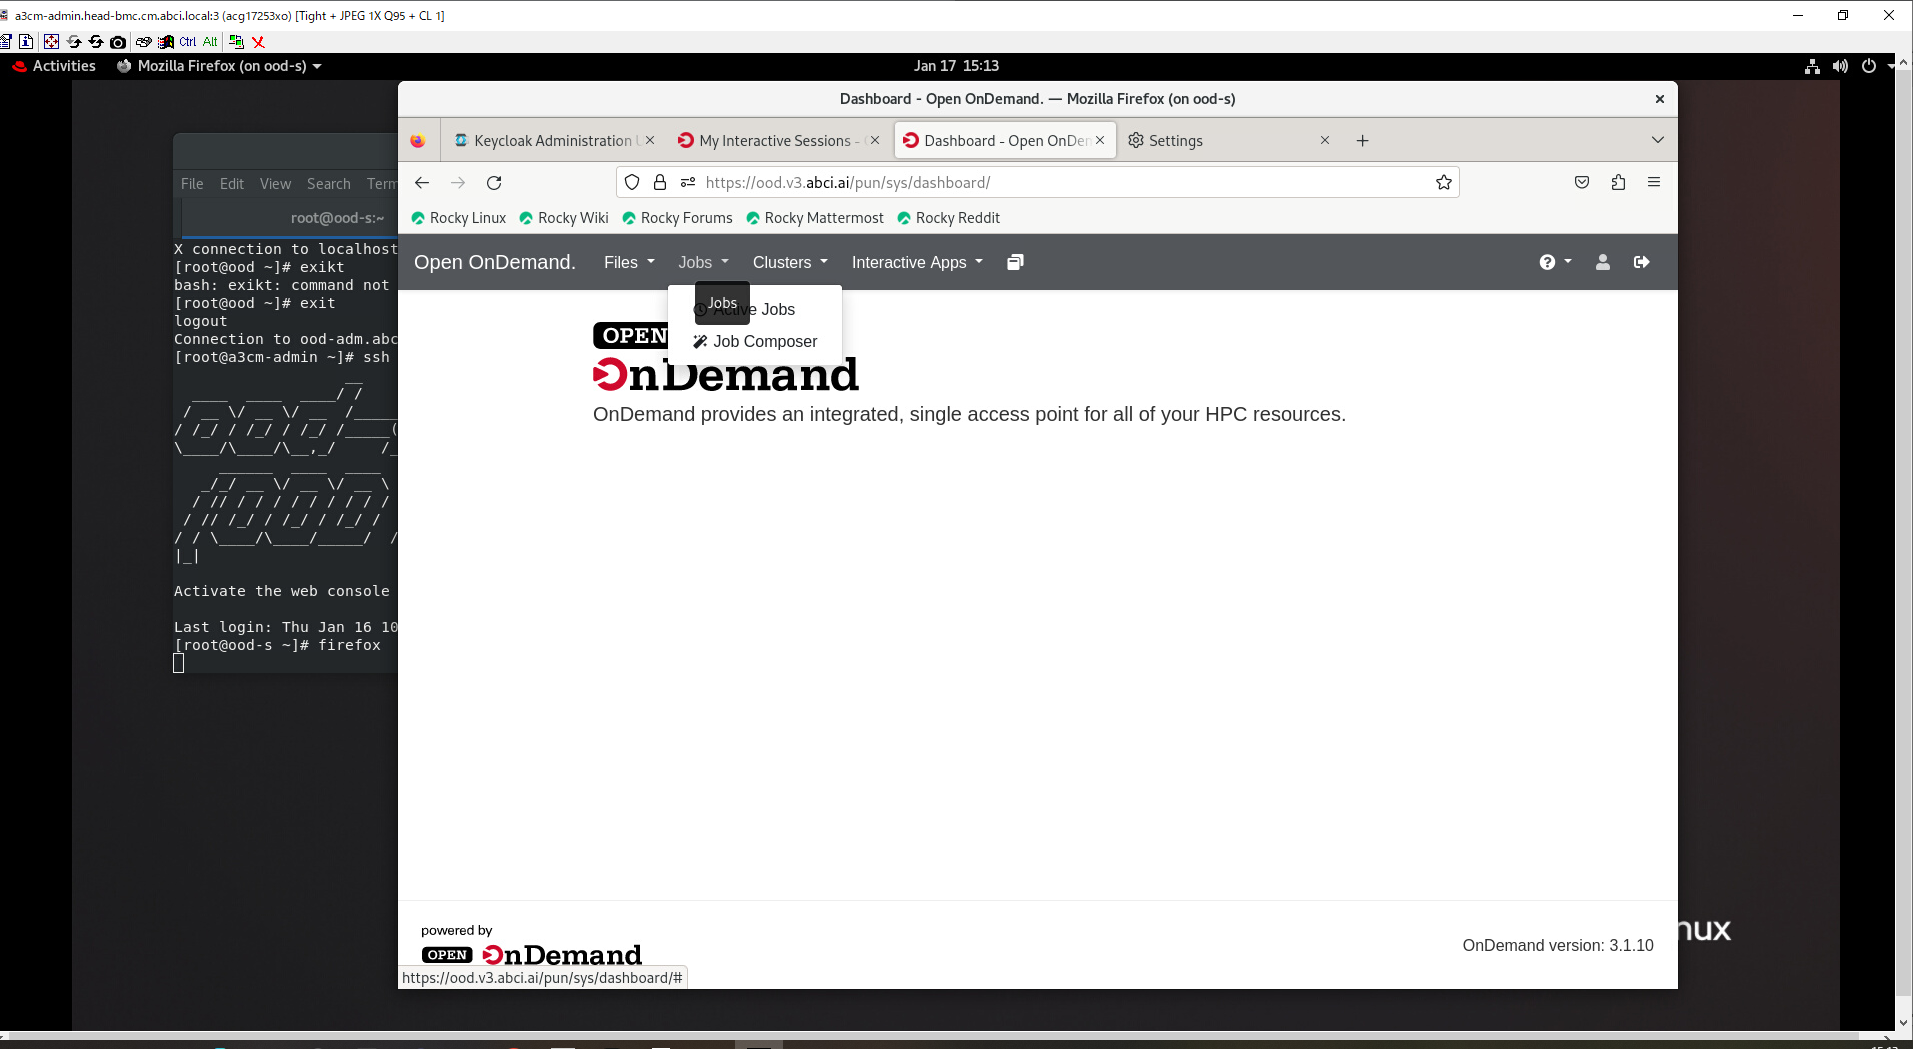 a3cm-admin.head-bmc.cm.abci.local:3 (acg17253xo) [Tight + JPEG 1X Q95 + CL 1]
Ctrl Alt
Activities Mozilla Firefox (on ood-s) Jan 17 15:13
Dashboard - Open OnDemand. — Mozilla Firefox (on ood-s)
Keycloak Administration
My Interactive Sessions -
Dashboard - Open OnDem
Settings
File Edit View Search Term
https://ood.v3.abci.ai/pun/sys/dashboard/
root@ood-s:~
Rocky Linux Rocky Wiki Rocky Forums Rocky Mattermost Rocky Reddit
X connection to localhost
[root@ood ~]# exikt
bash: exikt: command not
[root@ood ~]# exit
logout
Connection to ood-adm.abc
[root@a3cm-admin ~]# ssh
Activate the web console
Last login: Thu Jan 16 10
[root@ood-s ~]# firefox
Open OnDemand. Files Jobs Clusters Interactive Apps
Jobs
Active Jobs
Job Composer
OPEN
OnDemand
OnDemand provides an integrated, single access point for all of your HPC resources.
powered by
OPEN OnDemand
OnDemand version: 3.1.10
https://ood.v3.abci.ai/pun/sys/dashboard/#
nux